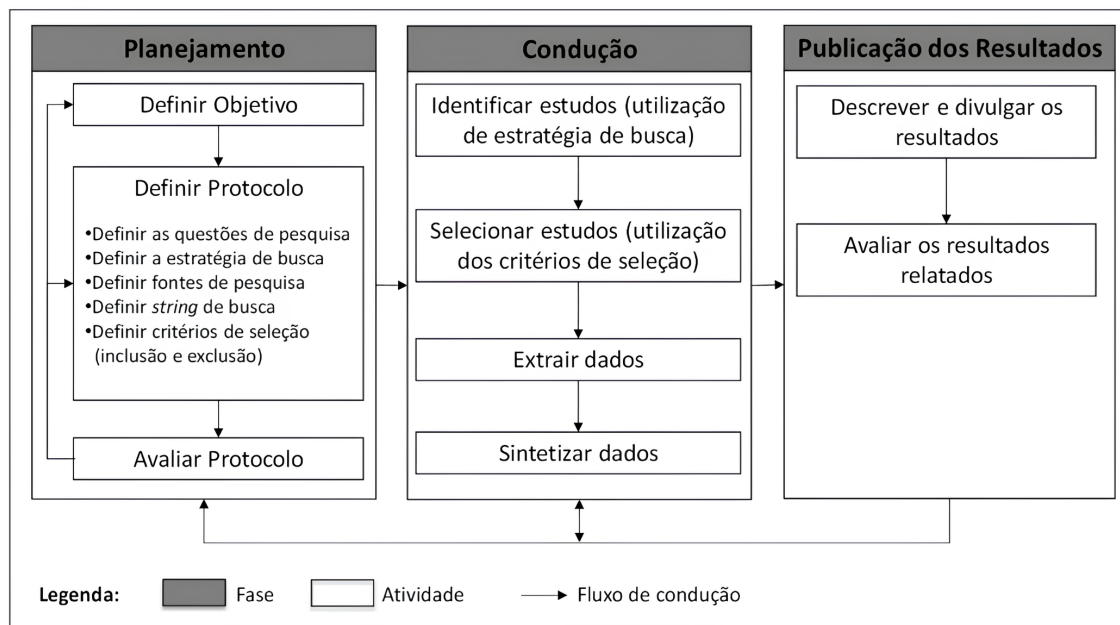 Planejamento
Definir Objetivo
Definir Protocolo
•Definir as questões de pesquisa
•Definir a estratégia de busca
•Definir fontes de pesquisa
•Definir string de busca
•Definir critérios de seleção
(inclusão e exclusão)
Avaliar Protocolo
Condução
Identificar estudos (utilização
de estratégia de busca)
Selecionar estudos (utilização
dos critérios de seleção)
Extrair dados
Sintetizar dados
Publicação dos Resultados
Descrever e divulgar os
resultados
Avaliar os resultados
relatados
Legenda:
Fase
Atividade
Fluxo de condução